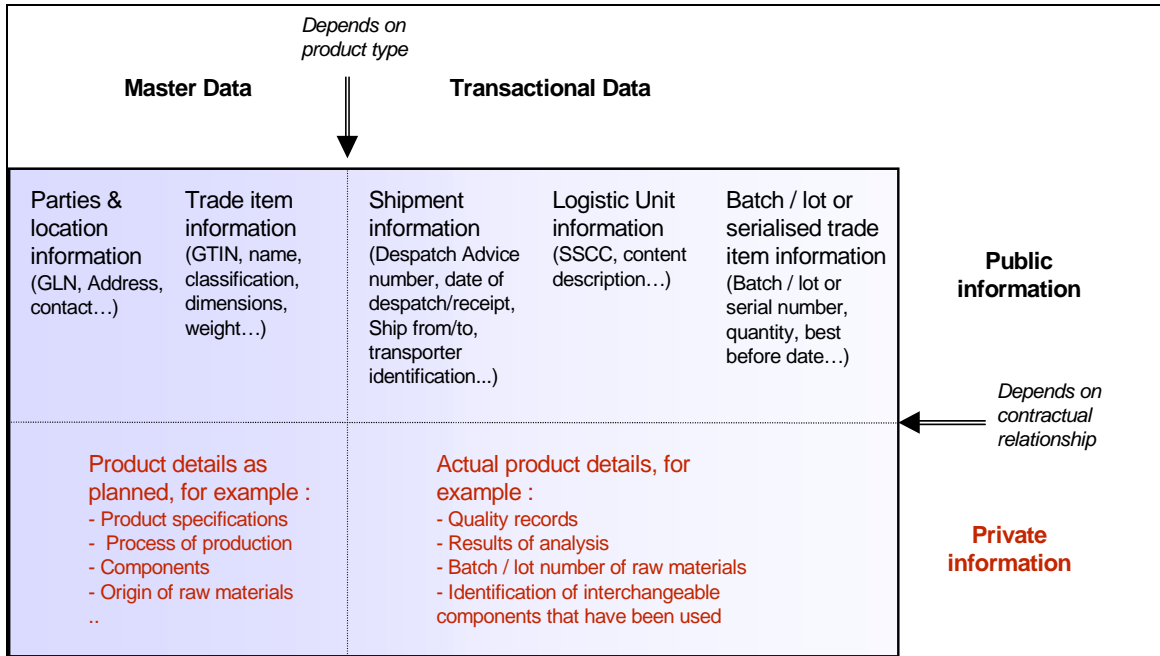 Depends on
product type
Master Data
Transactional Data
Parties &
location
information
(GLN, Address,
contact…)
Trade item
information
(GTIN, name,
classification,
dimensions,
weight…)
Shipment
information
(Despatch Advice
number, date of
despatch/receipt,
Ship from/to,
transporter
identification...)
Logistic Unit
information
(SSCC, content
description…)
Batch / lot or
serialised trade
item information
(Batch / lot or
serial number,
quantity, best
before date…)
Public
information
Depends on
contractual
relationship
Product details as
planned, for example :
- Product specifications
- Process of production
- Components
- Origin of raw materials
..
Actual product details, for
example :
- Quality records
- Results of analysis
- Batch / lot number of raw materials
- Identification of interchangeable
components that have been used
Private
information